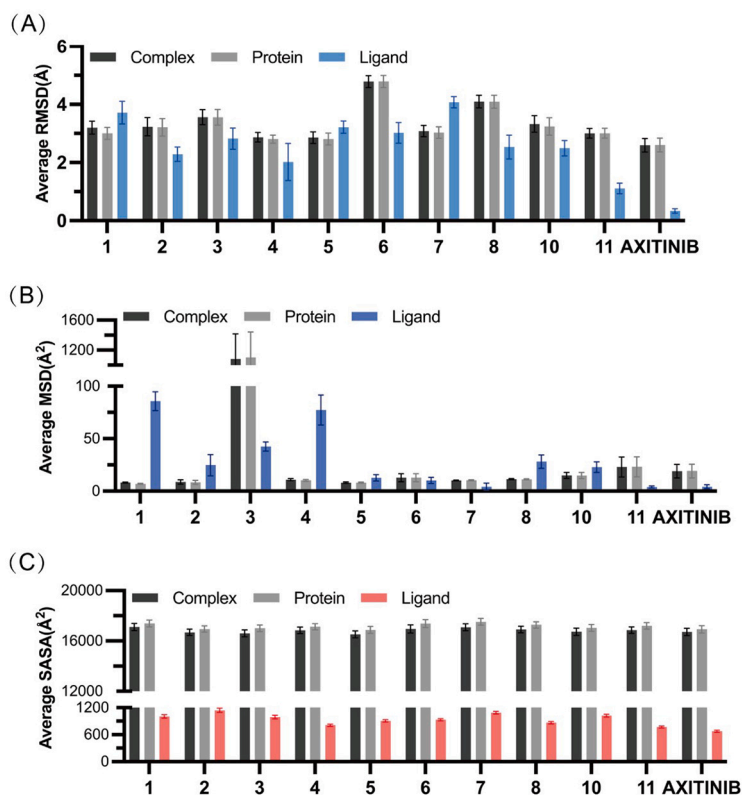 (A)
Average RMSD(Å)
Complex Protein Ligand
6
4
2
0
1 2 3 4 5 6 7 8 10 11 AXITINIB
(B)
Average MSD(Å²)
Complex Protein Ligand
1600
1200
100
50
0
1 2 3 4 5 6 7 8 10 11 AXITINIB
(C)
Average SASA(Å²)
Complex Protein Ligand
20000
16000
12000
1200
600
0
1 2 3 4 5 6 7 8 10 11 AXITINIB